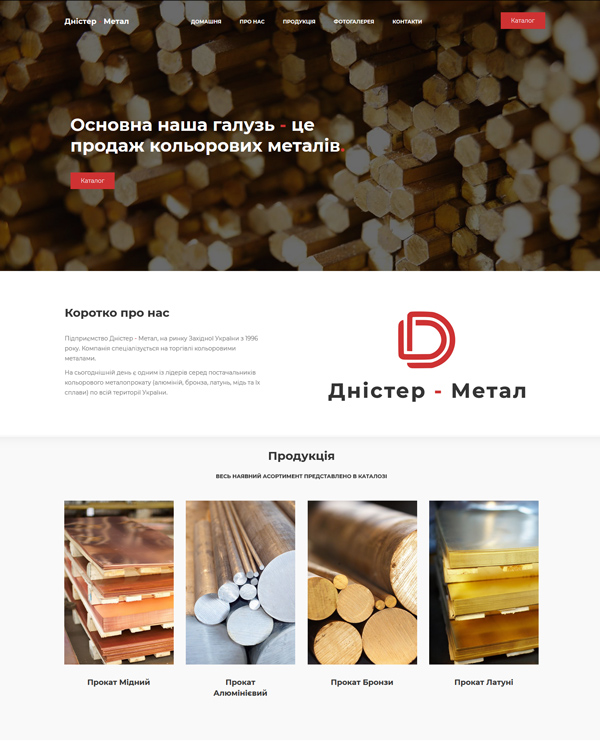 Дністер Метал
ДОМАШНЯ ПРО НАС ПРОДУКЦІЯ ФОТОГАЛЕРЕЯ КОНТАКТИ
Каталог
Основна наша галузь - це
продаж кольорових металів.
Каталог
Коротко про нас
Підприємство Дністер - Метал, на ринку Західної України з 1996
року. Компанія спеціалізується на торгівлі кольоровими
металами.
На сьогоднішній день є одним із лідерів серед постачальників
кольорового металопрокату (алюміній, бронза, латунь, мідь та їх
сплави) по всій території України.
Дністер - Метал
Продукція
ВЕСЬ НАЯВНИЙ АСОРТИМЕНТ ПРЕДСТАВЛЕНО В КАТАЛОЗІ
Прокат Мідний
Прокат
Алюмінієвий
Прокат Бронзи
Прокат Латуні